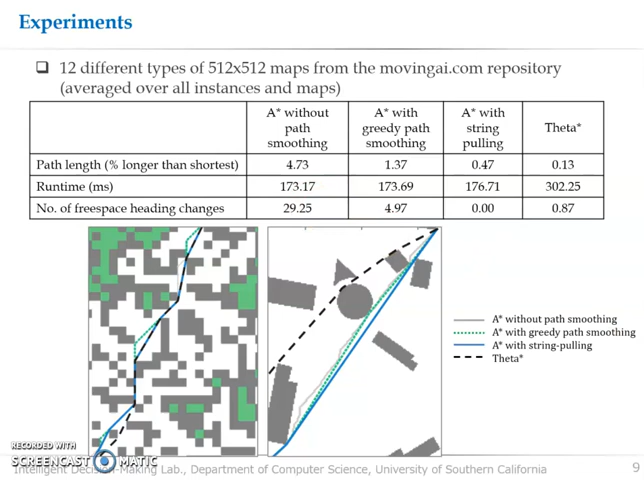 Experiments
❑ 12 different types of 512x512 maps from the movingai.com repository
(averaged over all instances and maps)
A* without path smoothing
A* with greedy path smoothing
A* with string pulling
Theta*
Path length (% longer than shortest) 4.73 1.37 0.47 0.13
Runtime (ms) 173.17 173.69 176.71 302.25
No. of freespace heading changes 29.25 4.97 0.00 0.87
A* without path smoothing
A* with greedy path smoothing
A* with string-pulling
Theta*
RECORDED WITH
SCREENCAST MATIC
Intelligent Decision-Making Lab., Department of Computer Science, University of Southern California
9